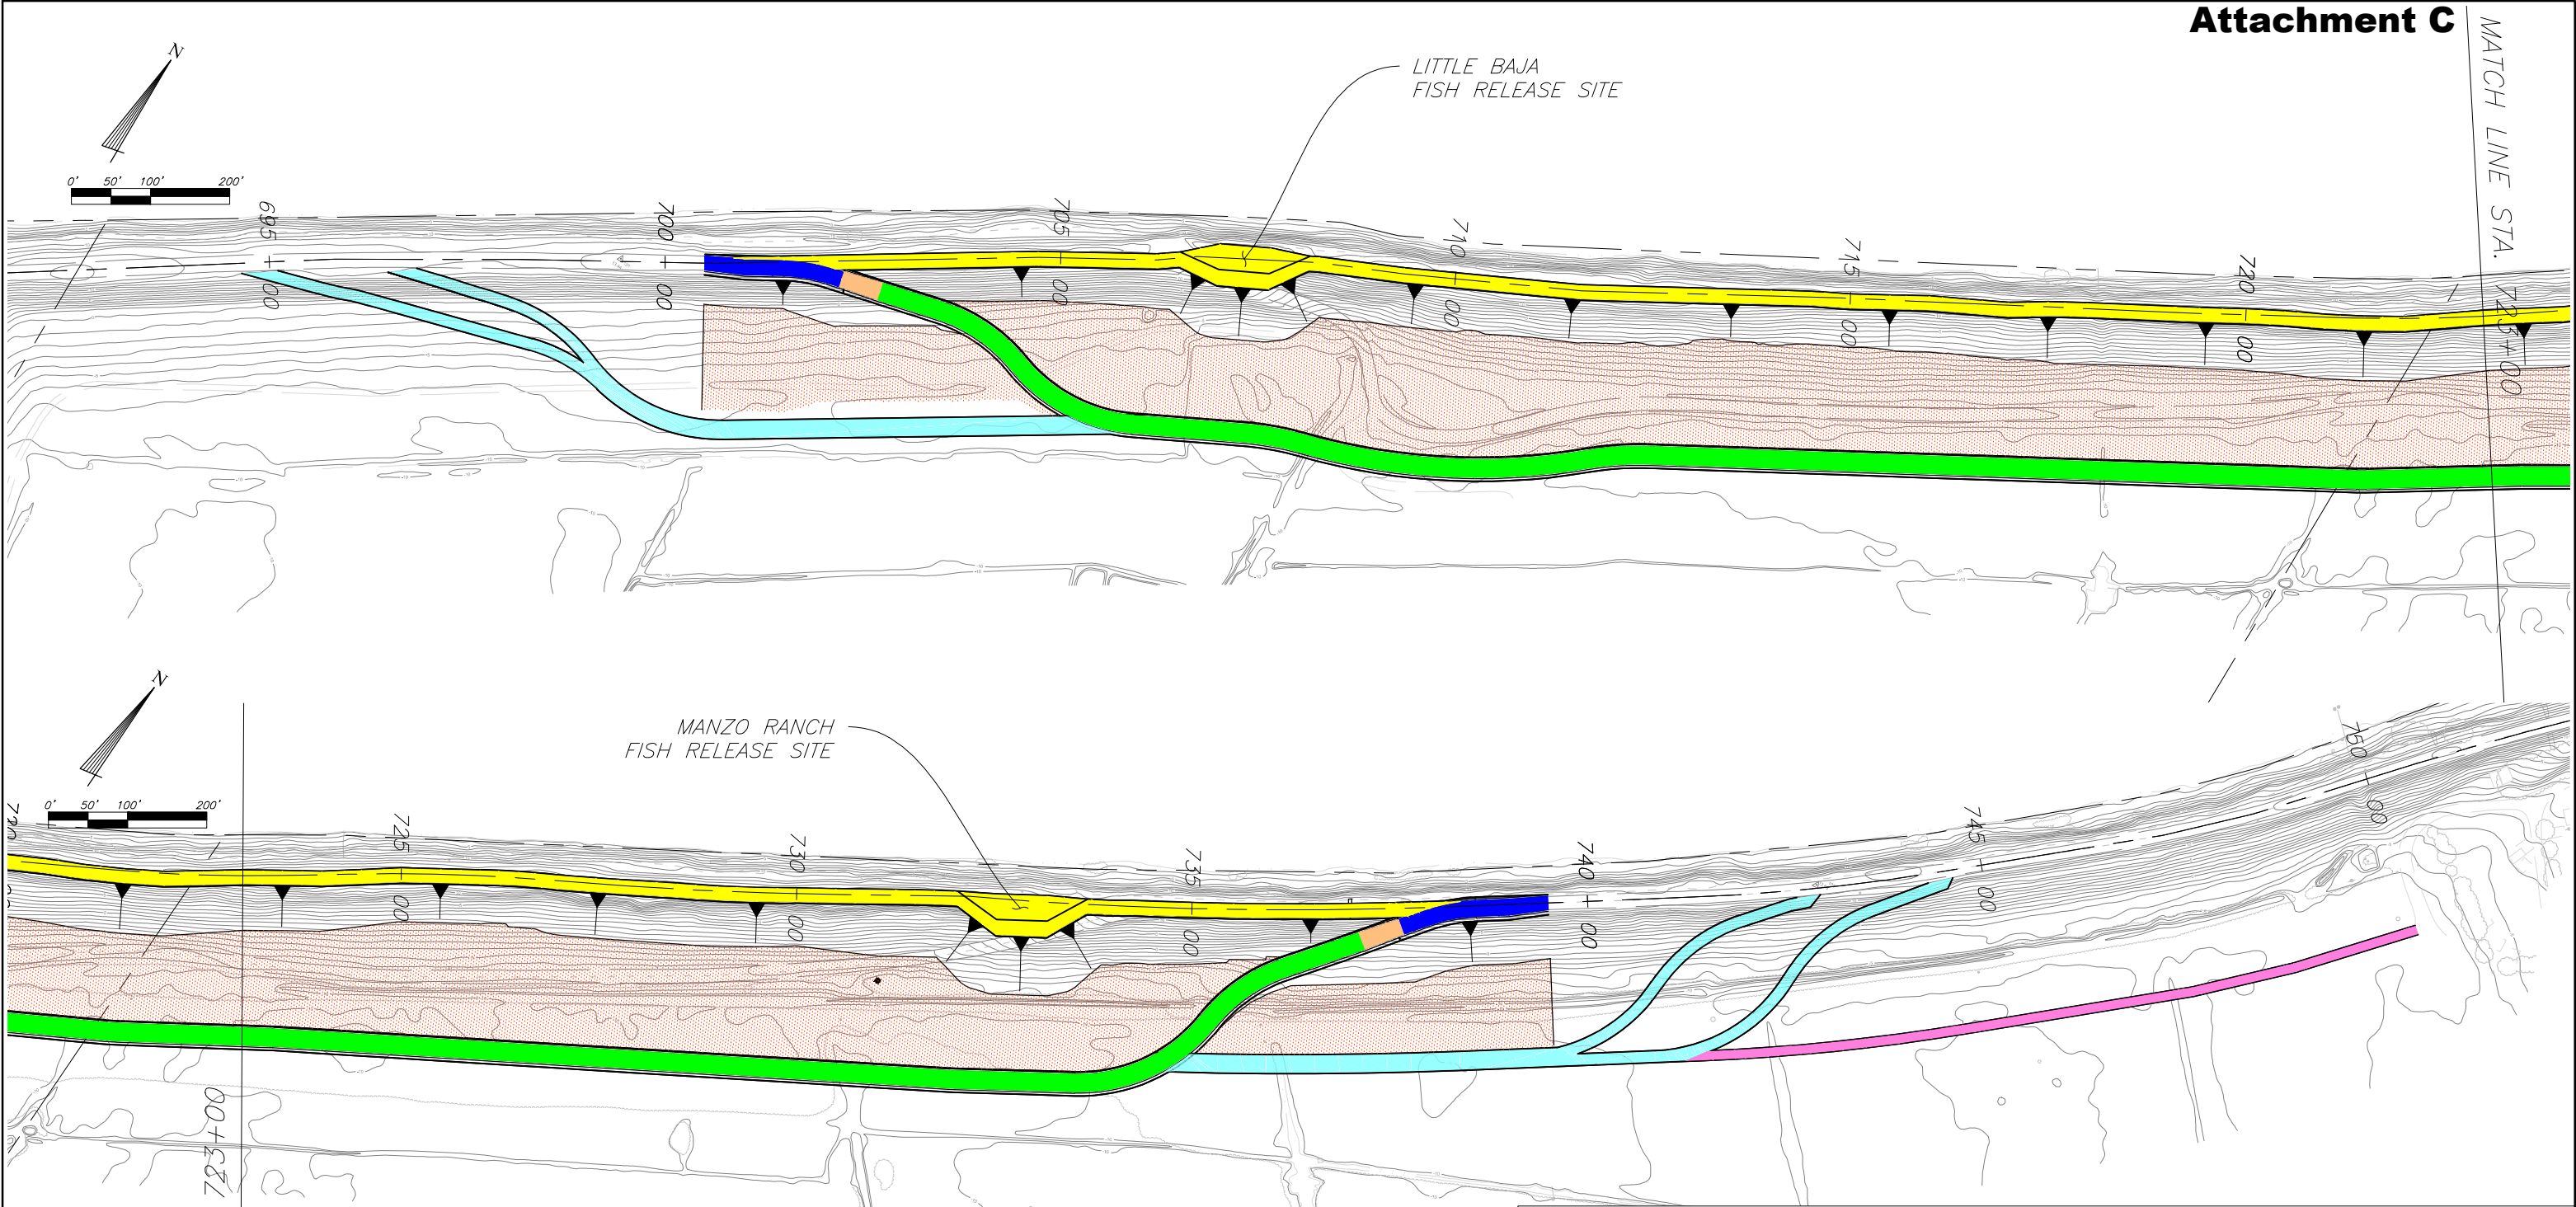 Attachment C
N
0' 50' 100' 200'
LITTLE BAJA
FISH RELEASE SITE
MATCH LINE STA. 723+00
695 700 705 710 715 720
00 00 00 00 00 00
N
0' 50' 100' 200'
MANZO RANCH
FISH RELEASE SITE
720 725 730 735 740 745 750
00 00 00 00 00 00
723+00